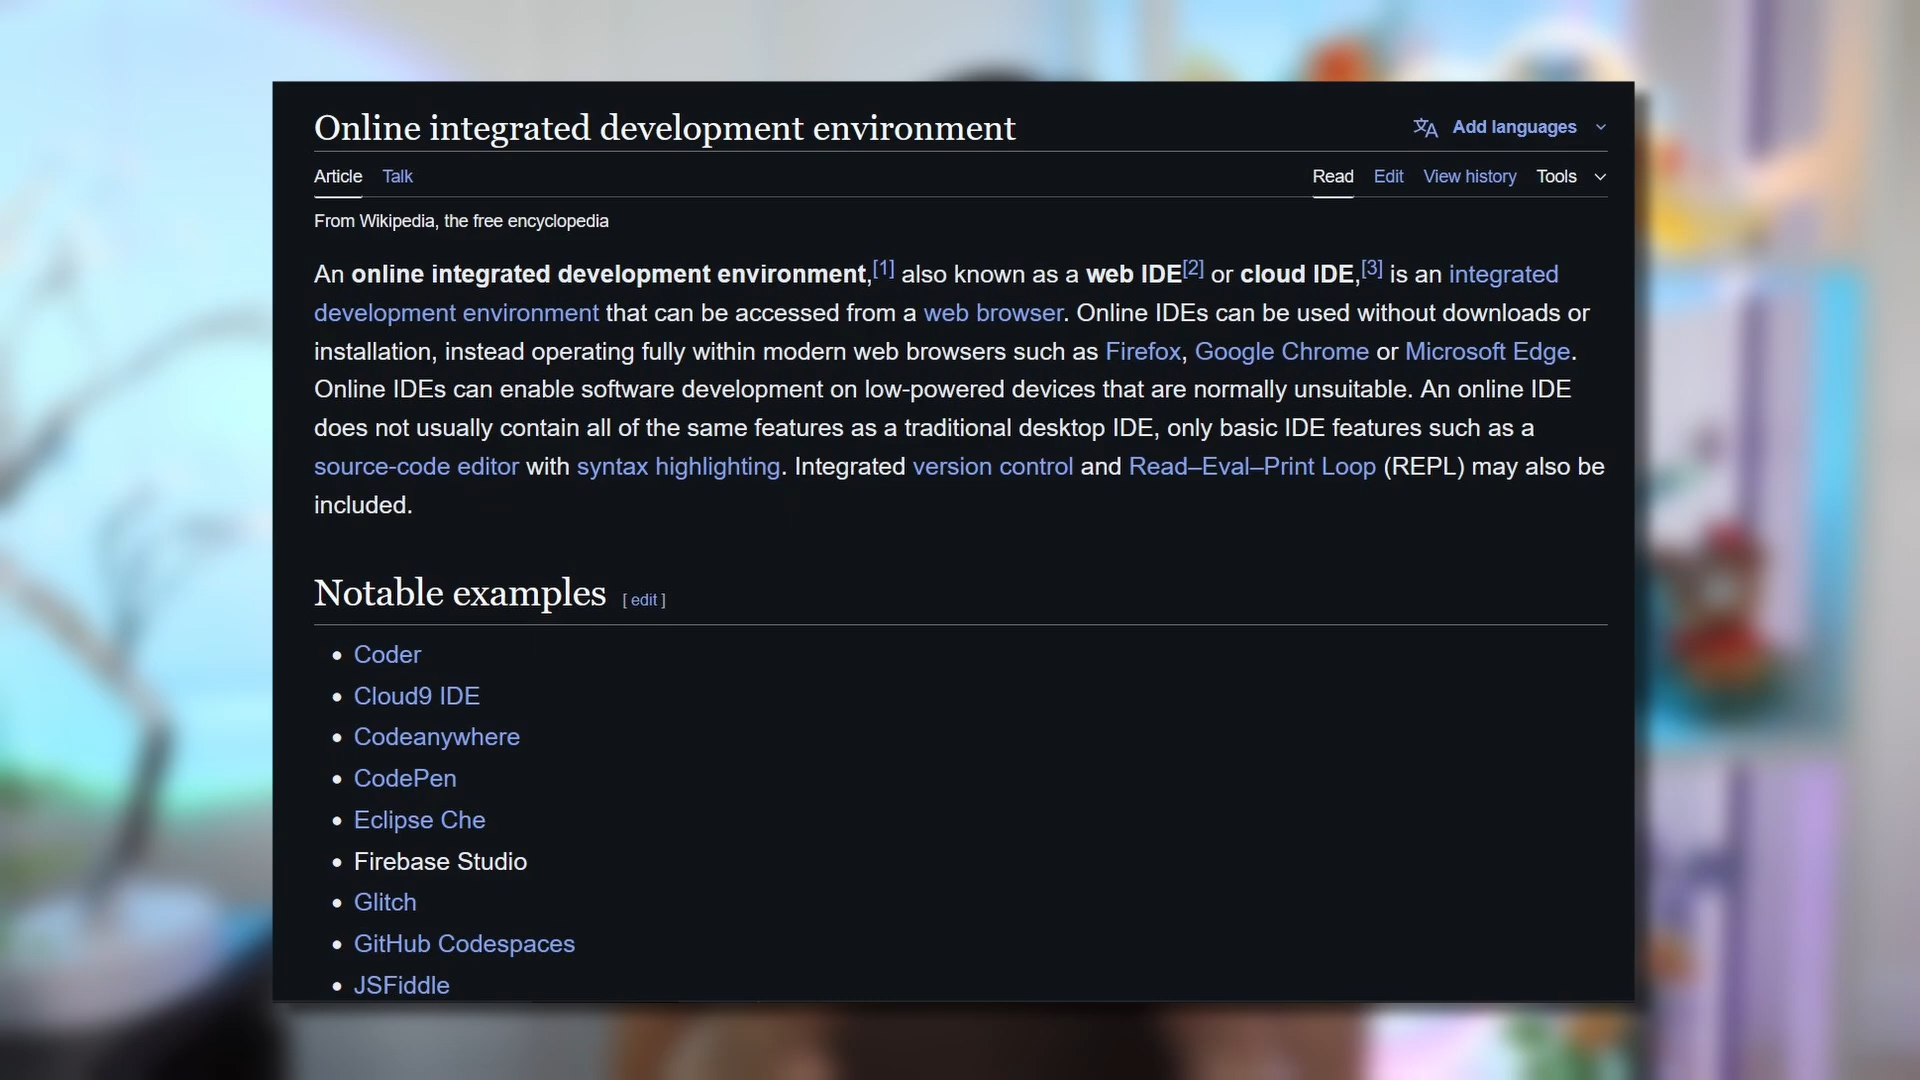 Online integrated development environment
Add languages
Article Talk
Read Edit View history Tools
From Wikipedia, the free encyclopedia
An online integrated development environment,[1] also known as a web IDE[2] or cloud IDE,[3] is an integrated
development environment that can be accessed from a web browser. Online IDEs can be used without downloads or
installation, instead operating fully within modern web browsers such as Firefox, Google Chrome or Microsoft Edge.
Online IDEs can enable software development on low-powered devices that are normally unsuitable. An online IDE
does not usually contain all of the same features as a traditional desktop IDE, only basic IDE features such as a
source-code editor with syntax highlighting. Integrated version control and Read–Eval–Print Loop (REPL) may also be
included.
Notable examples [ edit ]
Coder
Cloud9 IDE
Codeanywhere
CodePen
Eclipse Che
Firebase Studio
Glitch
GitHub Codespaces
JSFiddle